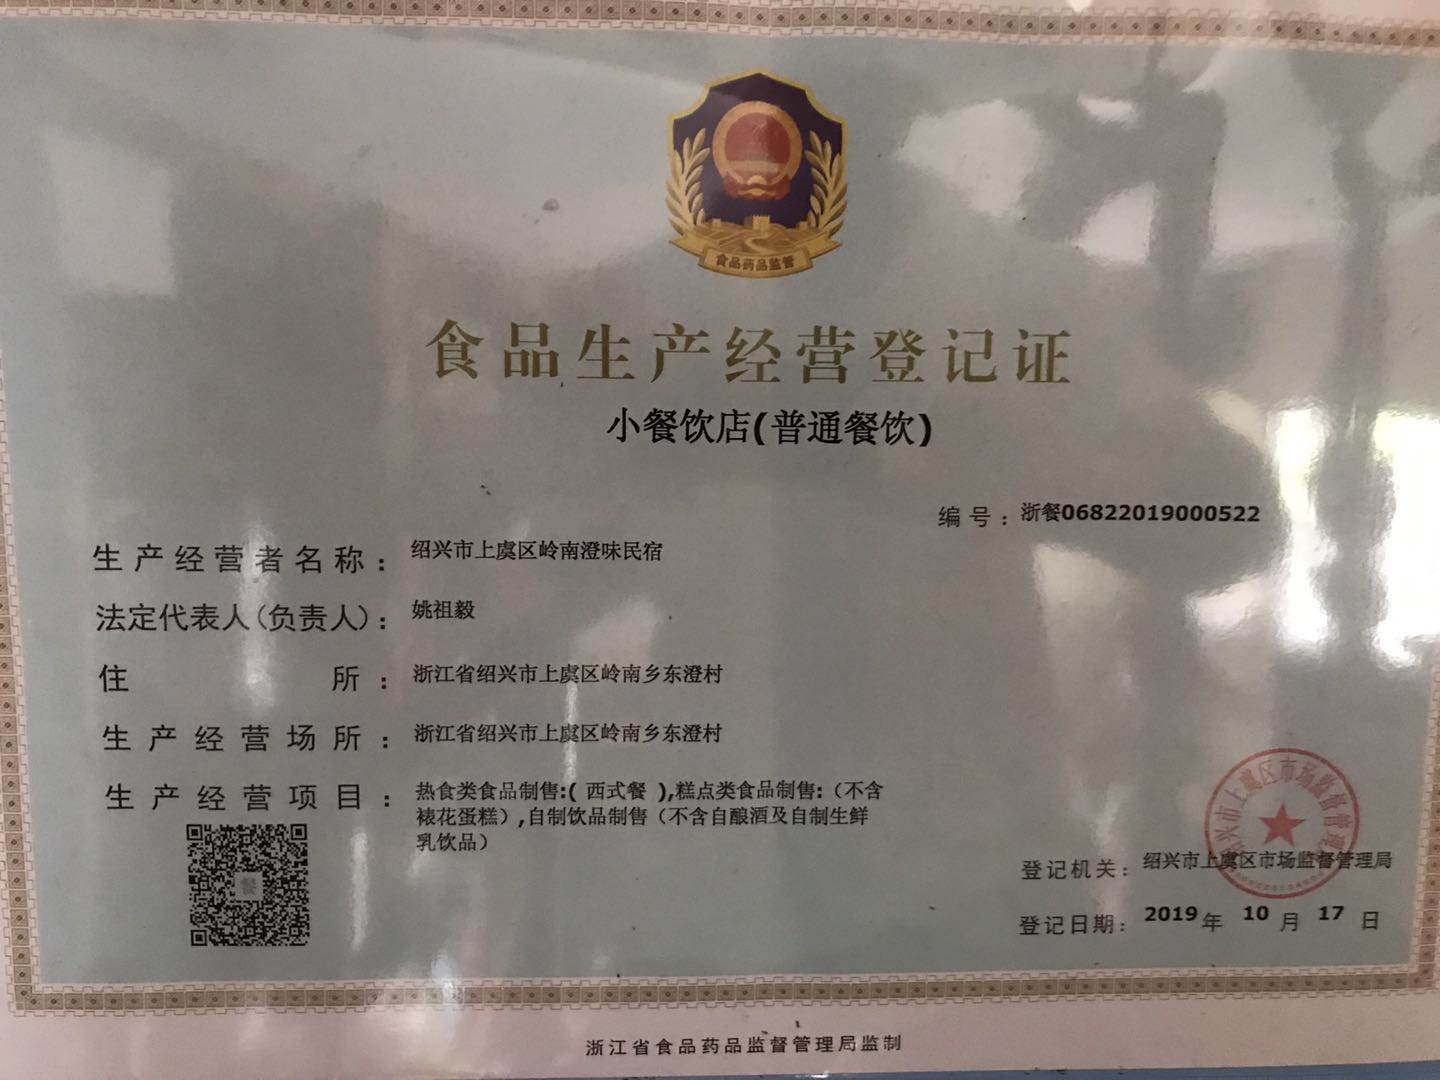 食品药品监管
食品生产经营登记证
小餐饮店(普通餐饮)
编号：浙餐06822019000522
生产经营者名称：绍兴市上虞区岭南澄味民宿
法定代表人(负责人)：姚祖毅
住所：浙江省绍兴市上虞区岭南乡东澄村
生产经营场所：浙江省绍兴市上虞区岭南乡东澄村
生产经营项目：热食类食品制售:( 西式餐 ),糕点类食品制售:（不含
裱花蛋糕）,自制饮品制售（不含自酿酒及自制生鲜
乳饮品）
餐
登记机关：绍兴市上虞区市场监督管理局
登记日期：2019年 10 月 17 日
浙江省食品药品监督管理局监制